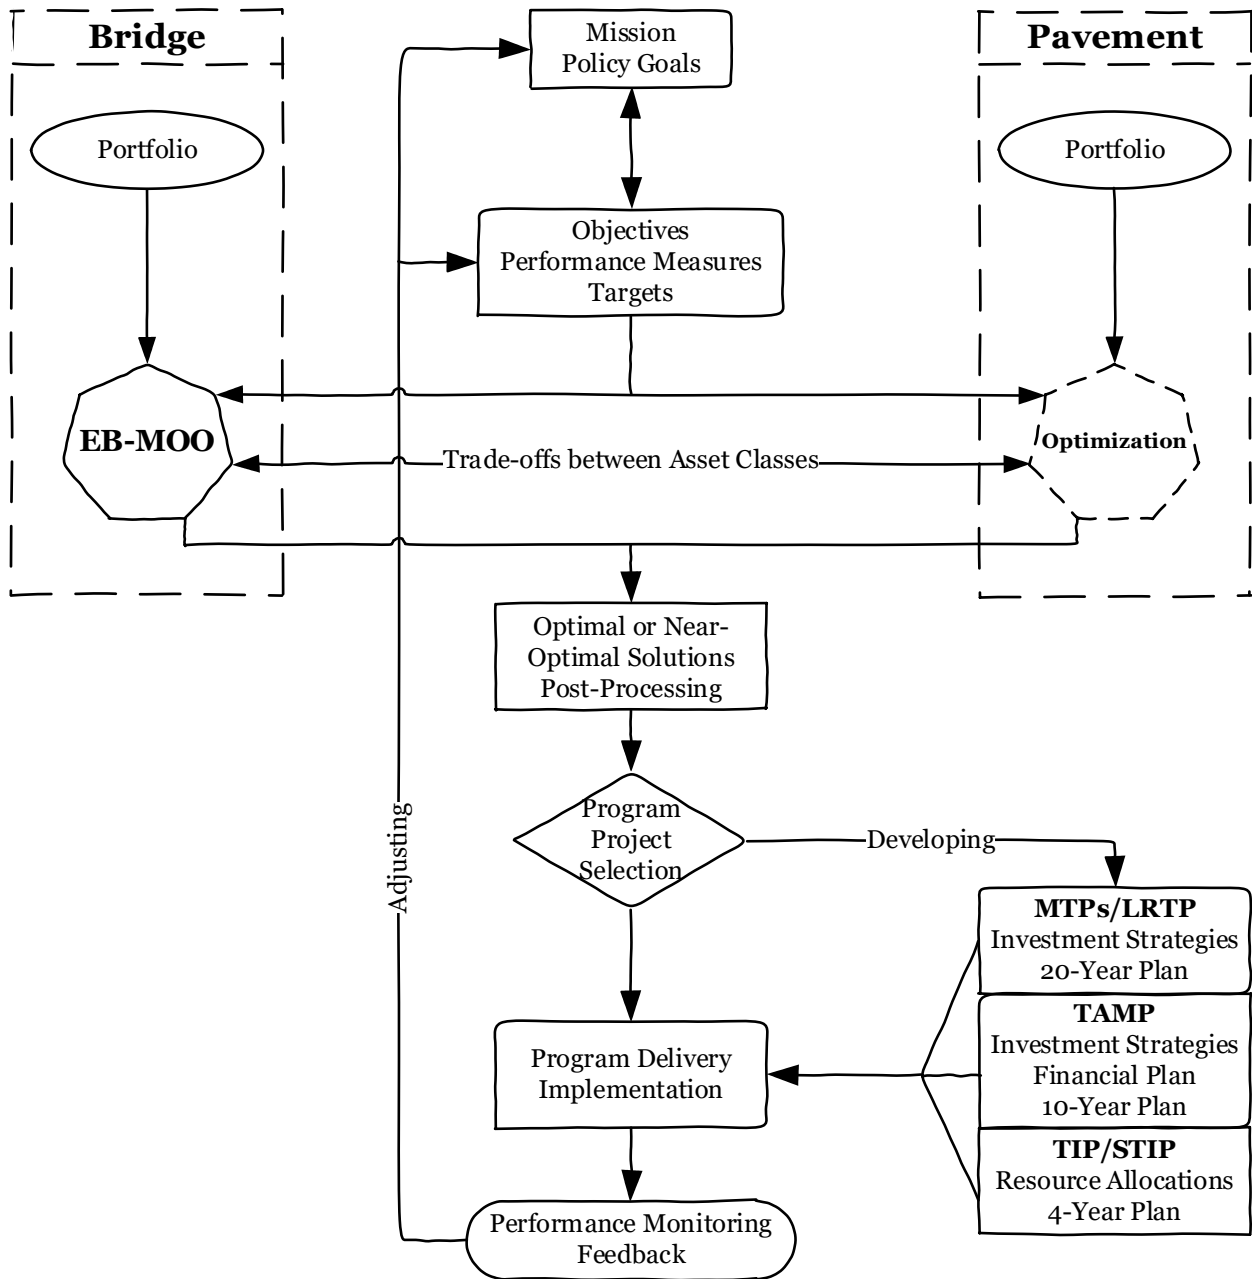 Bridge
Mission
Policy Goals
Pavement
Portfolio
Portfolio
Objectives
Performance Measures
Targets
EB-MOO
Trade-offs between Asset Classes
Optimization
Optimal or Near-
Optimal Solutions
Post-Processing
Program
Project
Selection
Developing
Adjusting
MTPs/LRTP
Investment Strategies
20-Year Plan
TAMP
Investment Strategies
Financial Plan
10-Year Plan
TIP/STIP
Resource Allocations
4-Year Plan
Program Delivery
Implementation
Performance Monitoring
Feedback